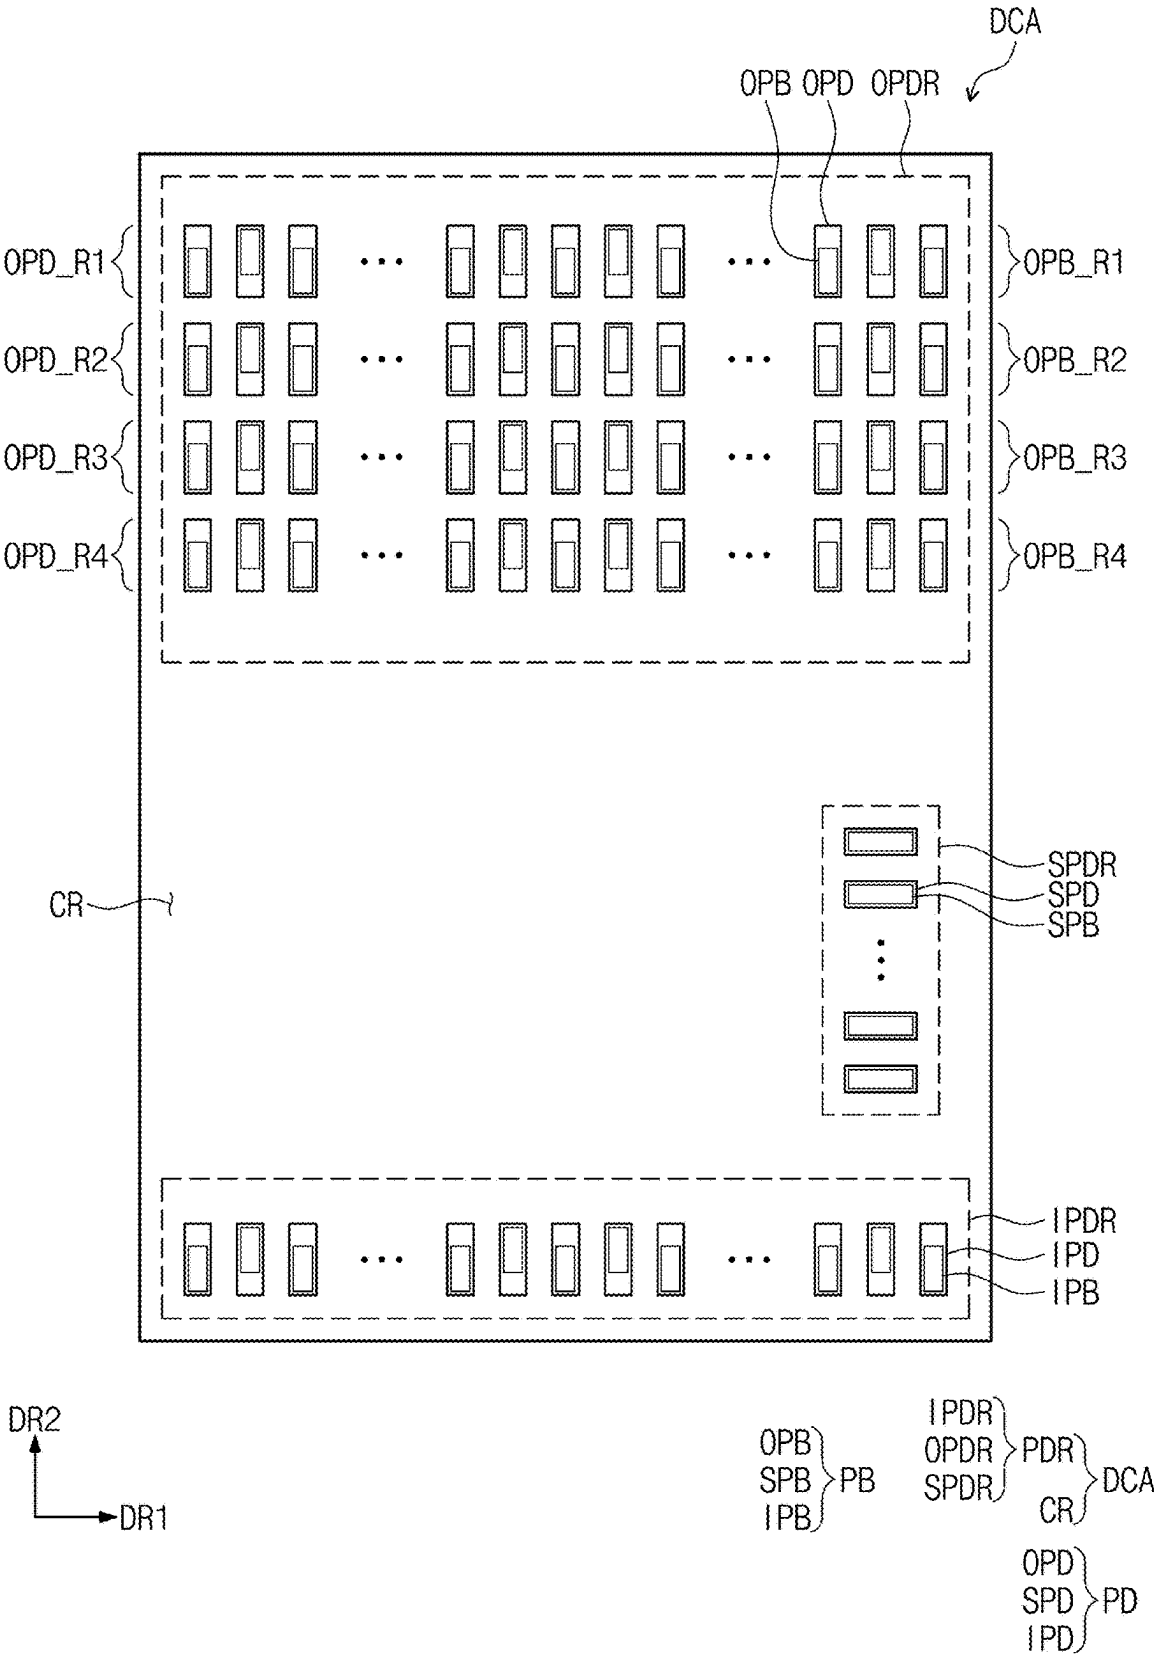 DCA
OPB OPD OPDR
OPD_R1 OPB_R1
OPD_R2 OPB_R2
OPD_R3 OPB_R3
OPD_R4 OPB_R4
SPDR
SPD
SPB
CR
IPDR
IPD
IPB
DR2
DR1
OPB
SPB
IPB
PB
IPDR
OPDR
SPDR
PDR
CR
DCA
OPD
SPD
IPD
PD